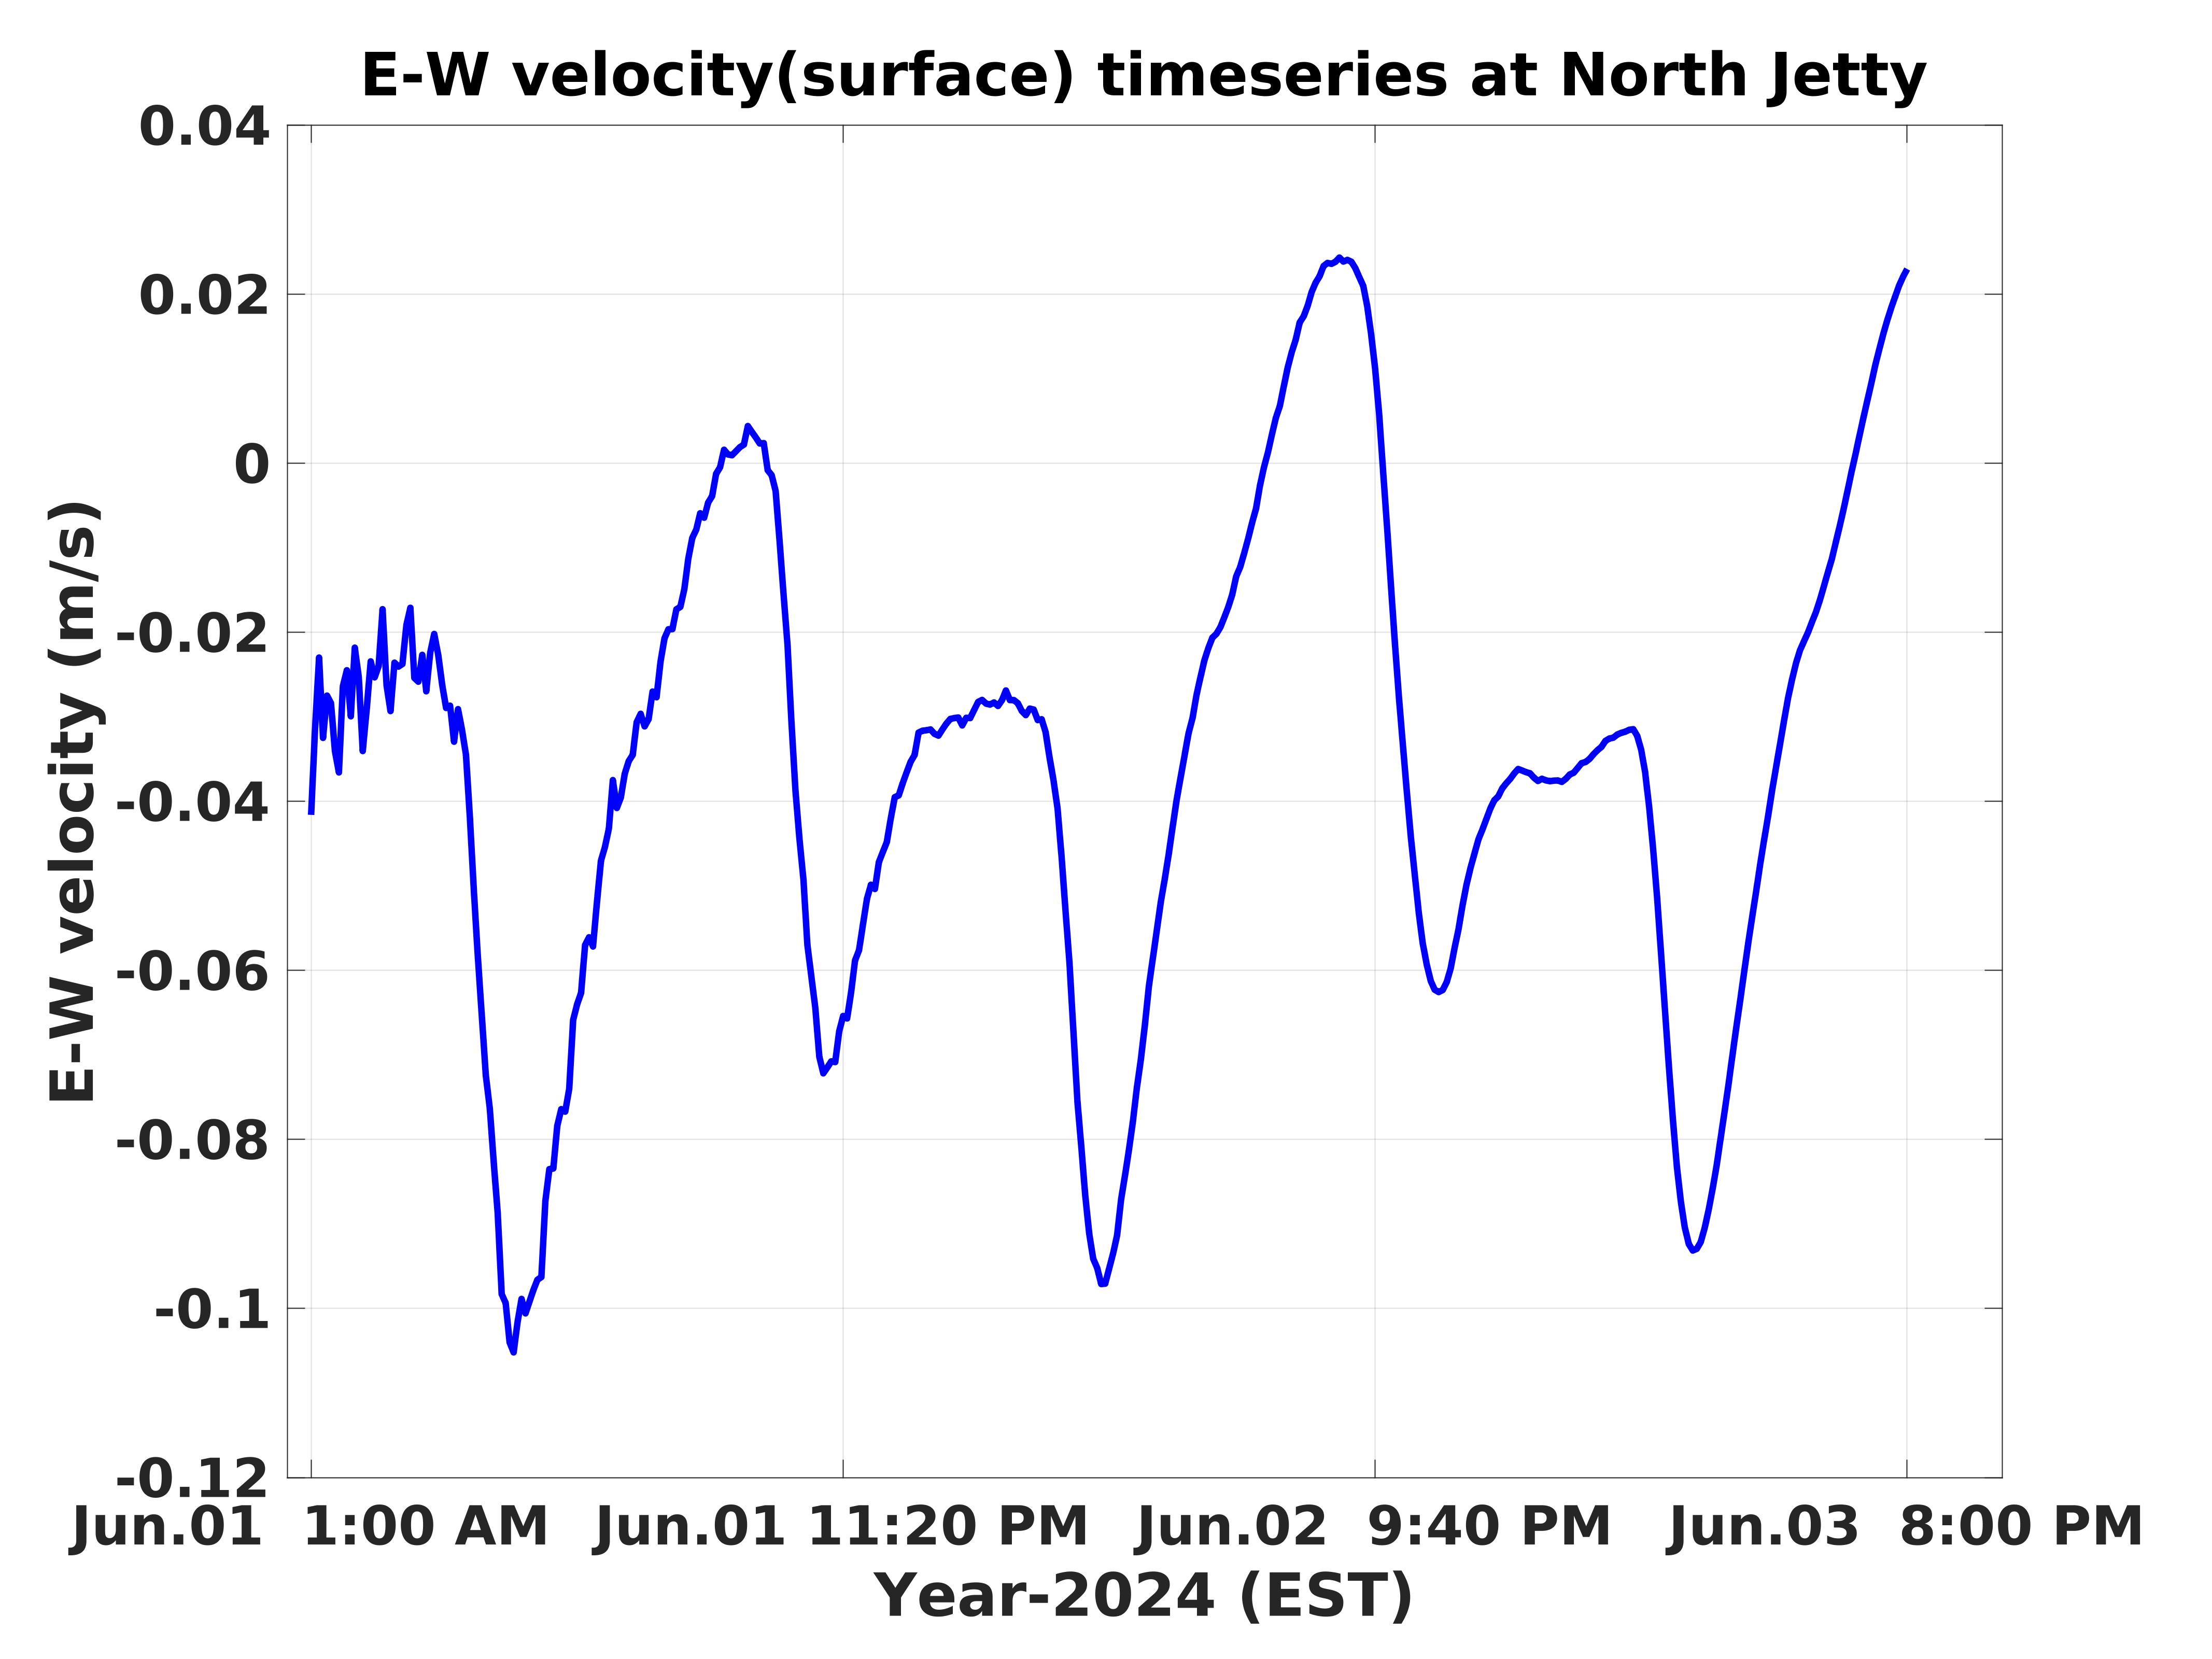 E-W velocity(surface) timeseries at North Jetty
E-W velocity (m/s)
0.04
0.02
0
-0.02
-0.04
-0.06
-0.08
-0.1
-0.12
Jun.01 1:00 AM Jun.01 11:20 PM Jun.02 9:40 PM Jun.03 8:00 PM
Year-2024 (EST)